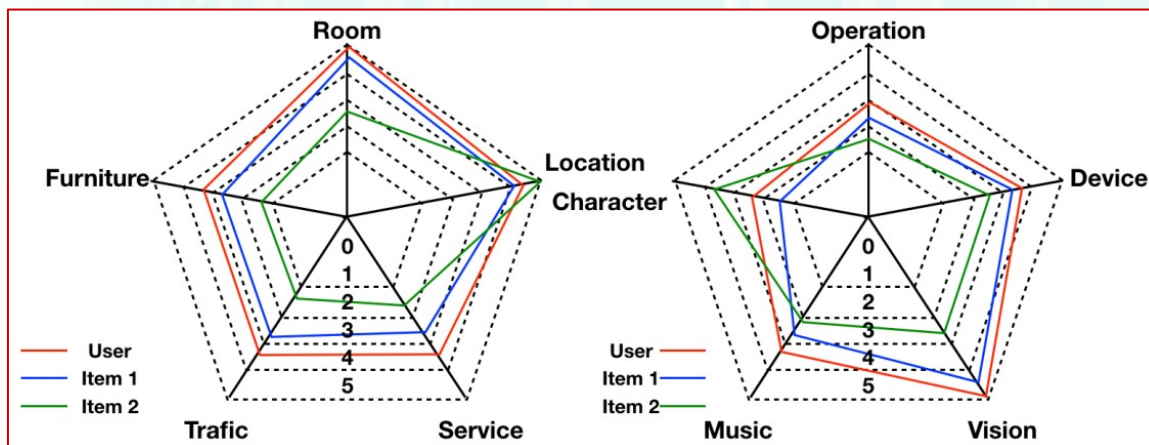 Room
Furniture
Location
0
1
2
3
4
5
User
Item 1
Item 2
Trafic
Service
Operation
Character
Device
0
1
2
3
4
5
User
Item 1
Item 2
Music
Vision